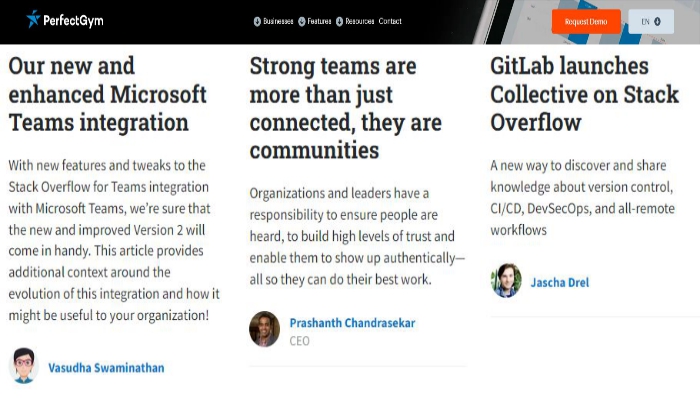 PerfectGym
Businesses Features Resources Contact
Request Demo
EN
Our new and
enhanced Microsoft
Teams integration
With new features and tweaks to the
Stack Overflow for Teams integration
with Microsoft Teams, we're sure that
the new and improved Version 2 will
come in handy. This article provides
additional context around the
evolution of this integration and how it
might be useful to your organization!
Vasudha Swaminathan
Strong teams are
more than just
connected, they are
communities
Organizations and leaders have a
responsibility to ensure people are
heard, to build high levels of trust and
enable them to show up authentically—
all so they can do their best work.
Prashanth Chandrasekar
CEO
GitLab launches
Collective on Stack
Overflow
A new way to discover and share
knowledge about version control,
CI/CD, DevSecOps, and all-remote
workflows
Jascha Drel